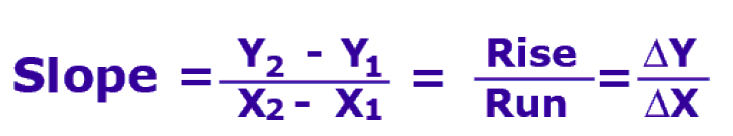 Slope = Y₂ - Y₁ / X₂ - X₁ = Rise / Run = ΔY / ΔX